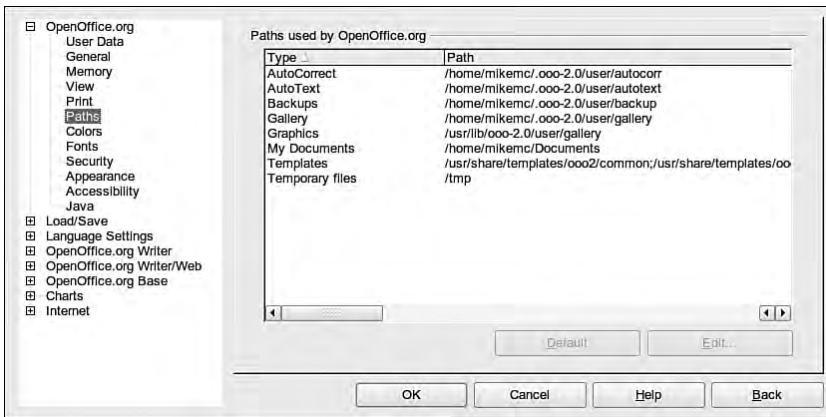 OpenOffice.org
User Data
General
Memory
View
Print
Paths
Colors
Fonts
Security
Appearance
Accessibility
Java
Load/Save
Language Settings
OpenOffice.org Writer
OpenOffice.org Writer/Web
OpenOffice.org Base
Charts
Internet
Paths used by OpenOffice.org
Type Path
AutoCorrect /home/mikemc/.ooo-2.0/user/autocorr
AutoText /home/mikemc/.ooo-2.0/user/autotext
Backups /home/mikemc/.ooo-2.0/user/backup
Gallery /home/mikemc/.ooo-2.0/user/gallery
Graphics /usr/lib/ooo-2.0/user/gallery
My Documents /home/mikemc/Documents
Templates /usr/share/templates/ooo2/common;/usr/share/templates/oo
Temporary files /tmp
Default Edit...
OK Cancel Help Back